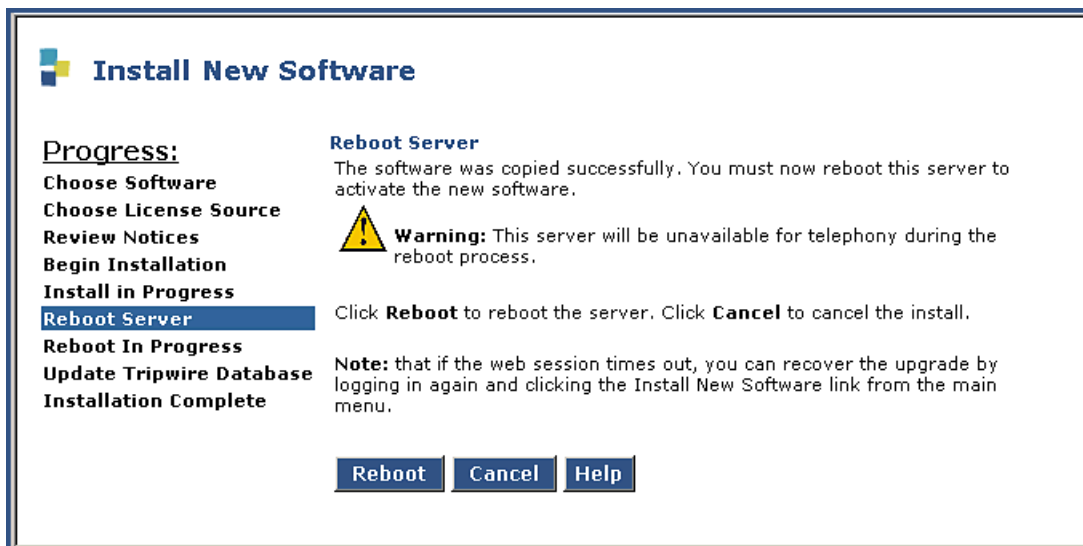 Install New Software
Progress:
Choose Software
Choose License Source
Review Notices
Begin Installation
Install in Progress
Reboot Server
Reboot In Progress
Update Tripwire Database
Installation Complete
Reboot Server
The software was copied successfully. You must now reboot this server to
activate the new software.
Warning: This server will be unavailable for telephony during the
reboot process.
Click Reboot to reboot the server. Click Cancel to cancel the install.
Note: that if the web session times out, you can recover the upgrade by
logging in again and clicking the Install New Software link from the main
menu.
Reboot Cancel Help